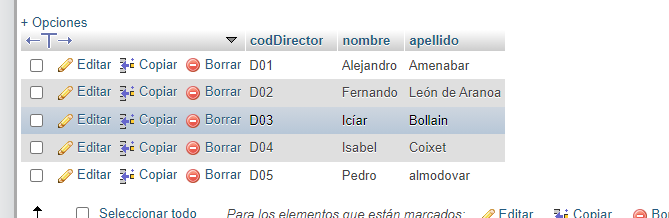 + Opciones
←T→ codDirector nombre apellido
Editar Copiar Borrar D01 Alejandro Amenabar
Editar Copiar Borrar D02 Fernando León de Aranoa
Editar Copiar Borrar D03 Icíar Bollain
Editar Copiar Borrar D04 Isabel Coixet
Editar Copiar Borrar D05 Pedro almodovar
Seleccionar todo Para los elementos que están marcados: Editar Copiar Bo